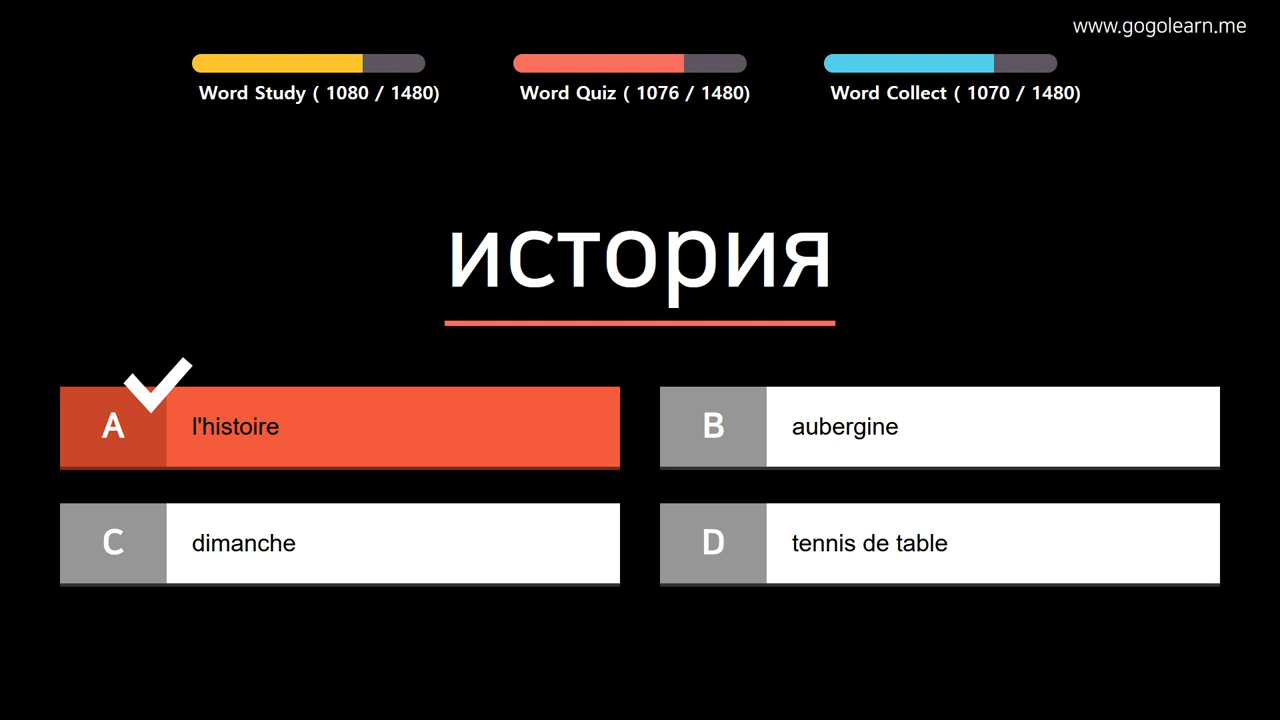 www.gogolearn.me
Word Study ( 1080 / 1480)
Word Quiz ( 1076 / 1480)
Word Collect ( 1070 / 1480)
история
A l'histoire
B aubergine
C dimanche
D tennis de table